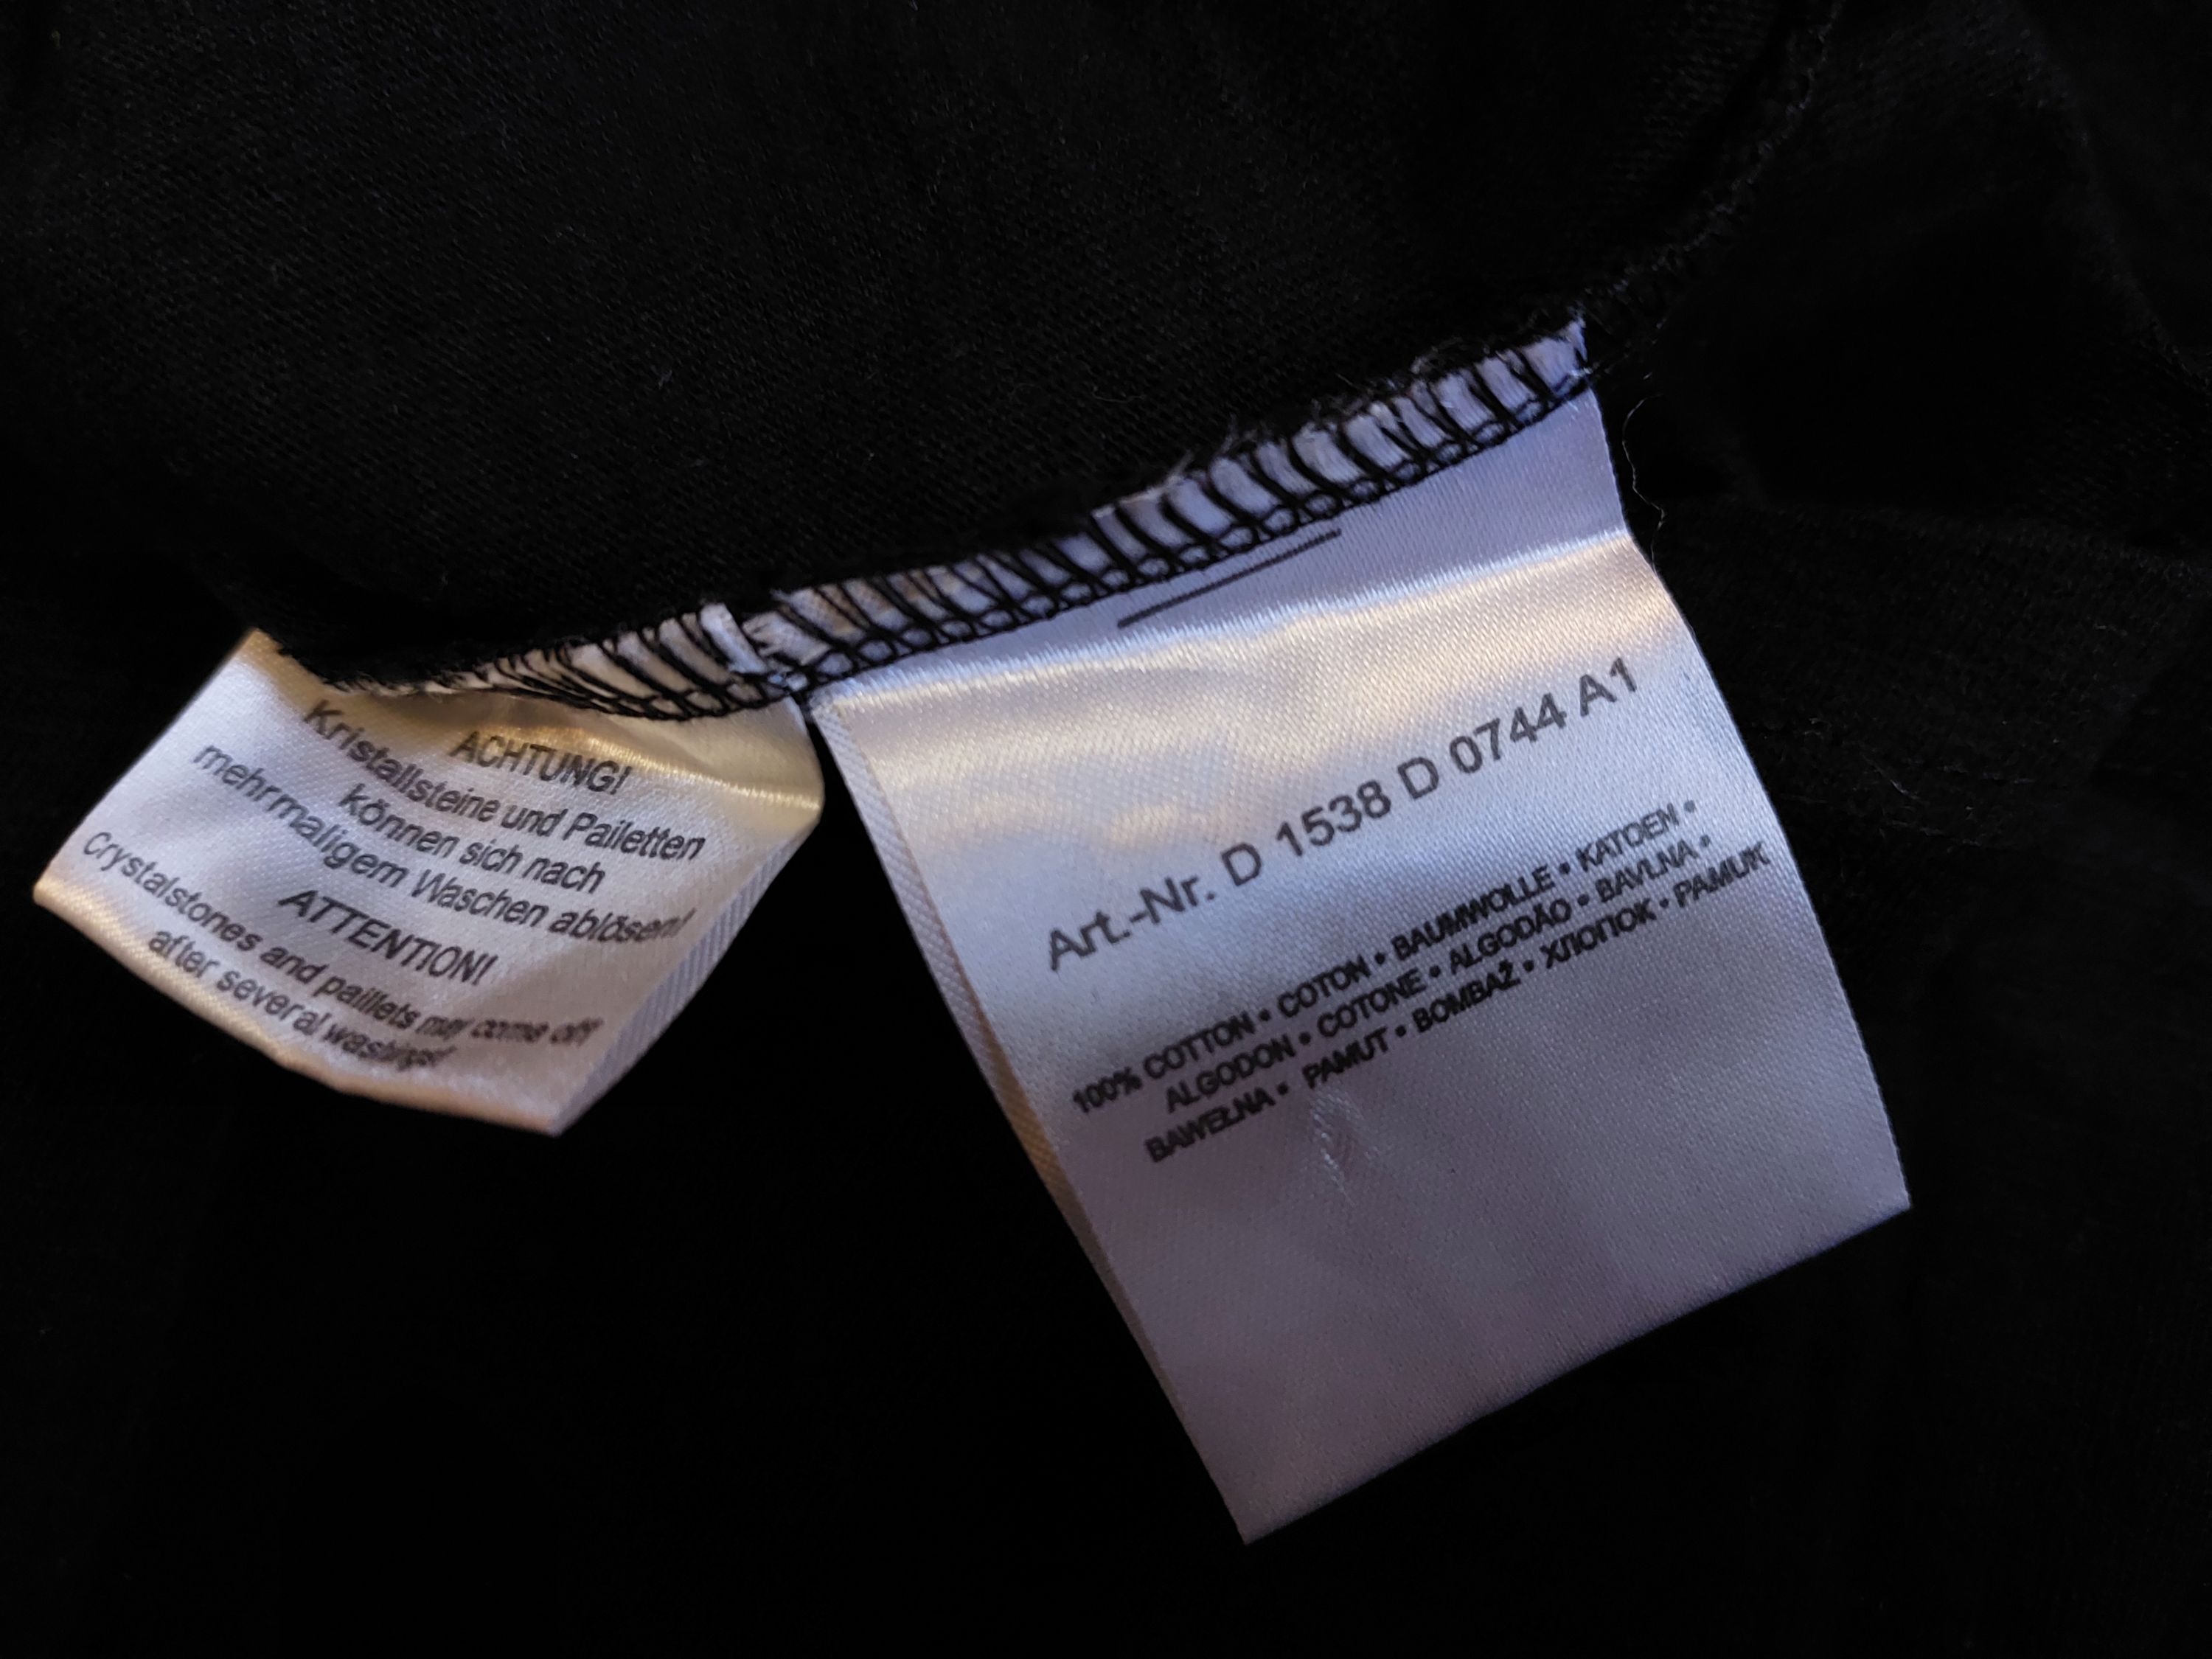 ACHTUNG!
Kristallsteine und Pailetten
können sich nach
mehrmaligem Waschen ablösen!
ATTENTION!
Crystalstones and paillets may come off
after several washings!
Art.-Nr. D 1538 D 0744 A1
100% COTTON • COTON • BAUMWOLLE • KATOEN •
ALGODON • COTONE • ALGODÃO • BAVLNA •
BAWEŁNA • PAMUT • BOMBAŽ • ХЛОПОК • PAMUK